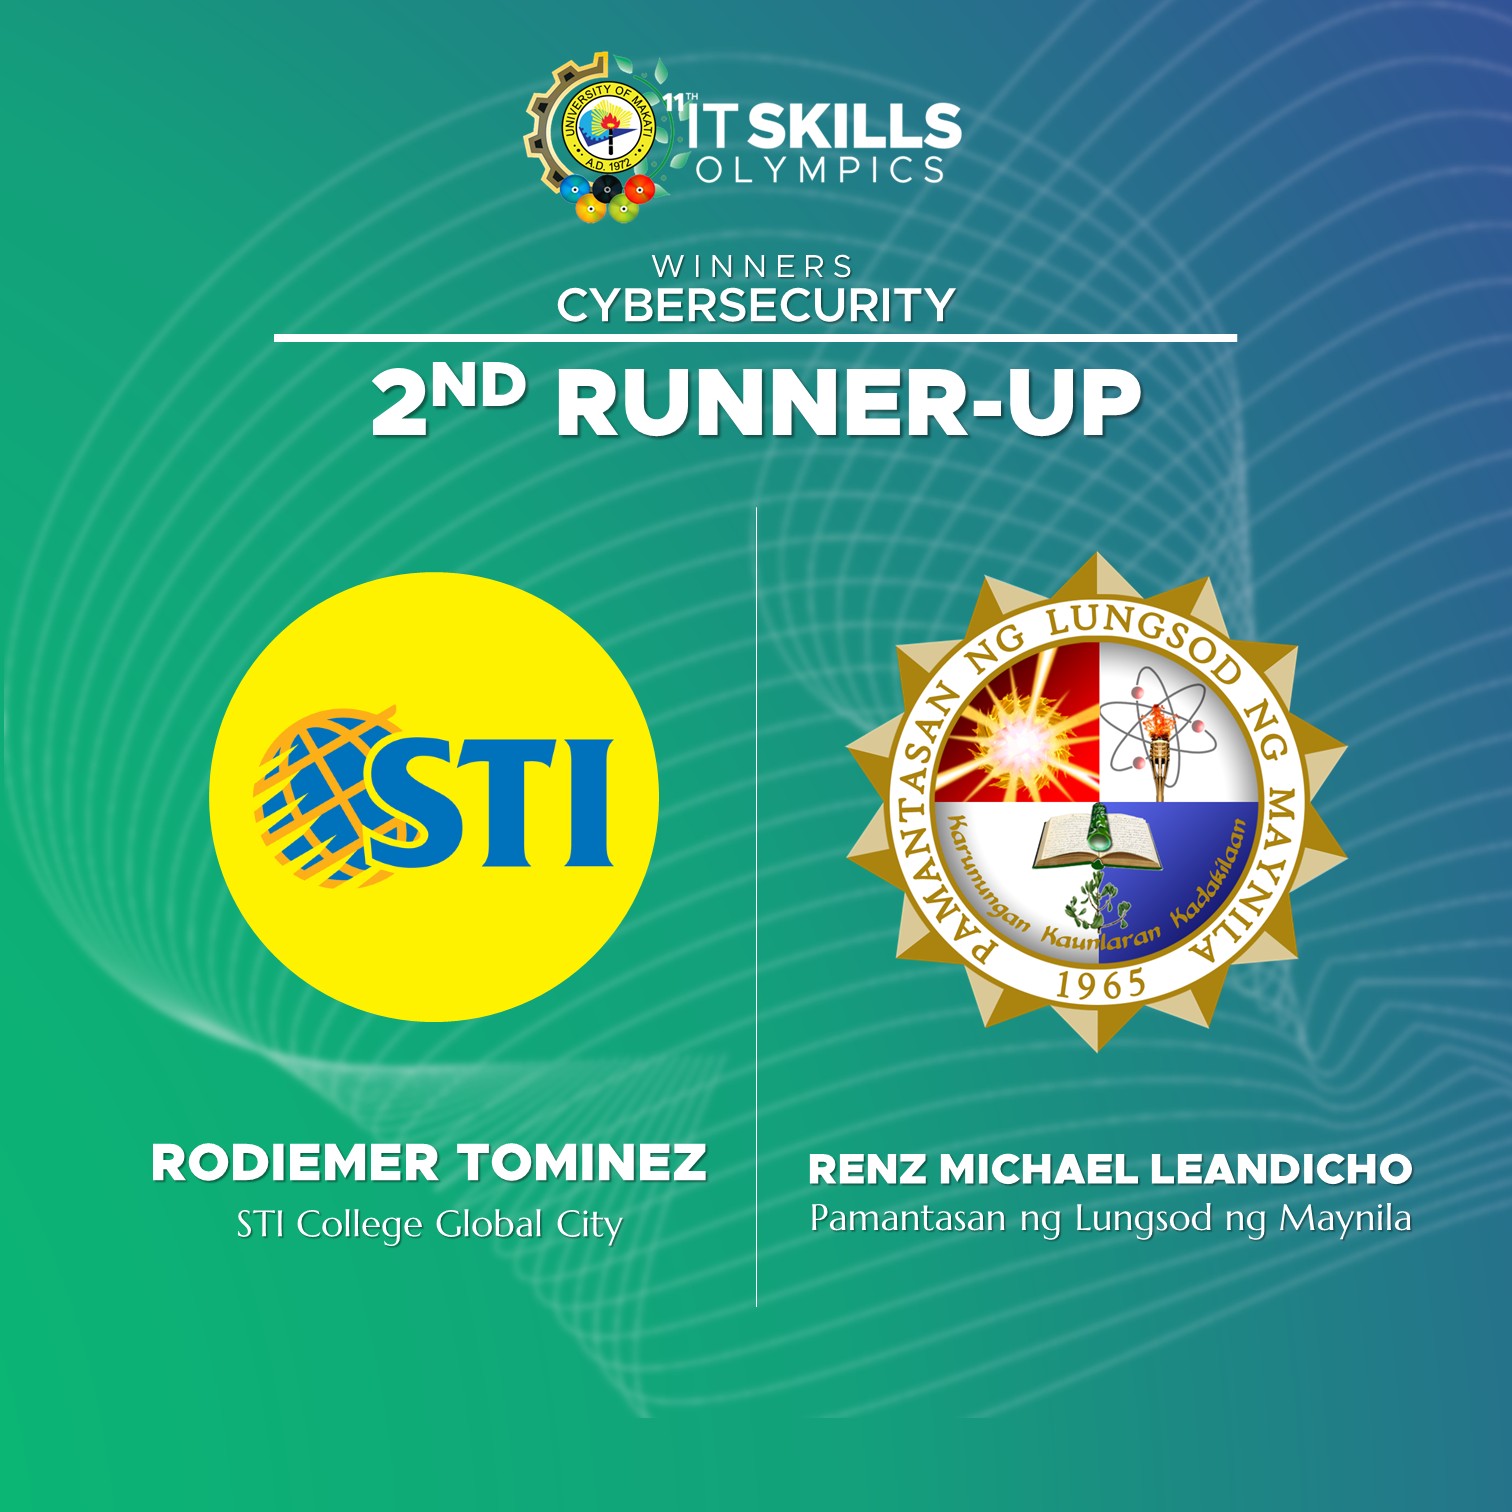 UNIVERSITY OF MAKATI
A.D. 1972
11TH
IT SKILLS
OLYMPICS
WINNERS
CYBERSECURITY
2ND RUNNER-UP
STI
PAMANTASAN NG LUNGSOD NG MAYNILA
Karunungan Kaunlaran Kadakilaan
1965
RODIEMER TOMINEZ
STI College Global City
RENZ MICHAEL LEANDICHO
Pamantasan ng Lungsod ng Maynila